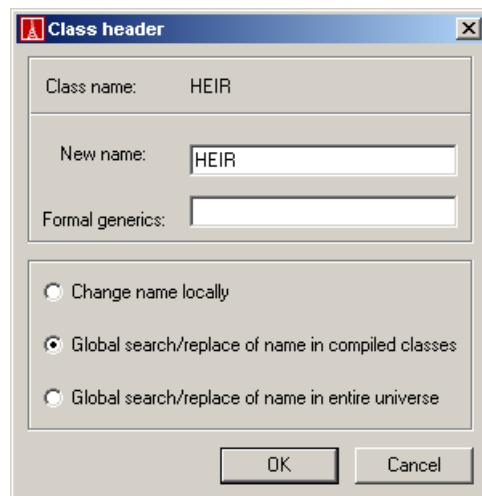 Class header
Class name: HEIR
New name: HEIR
Formal generics:
Change name locally
Global search/replace of name in compiled classes
Global search/replace of name in entire universe
OK Cancel